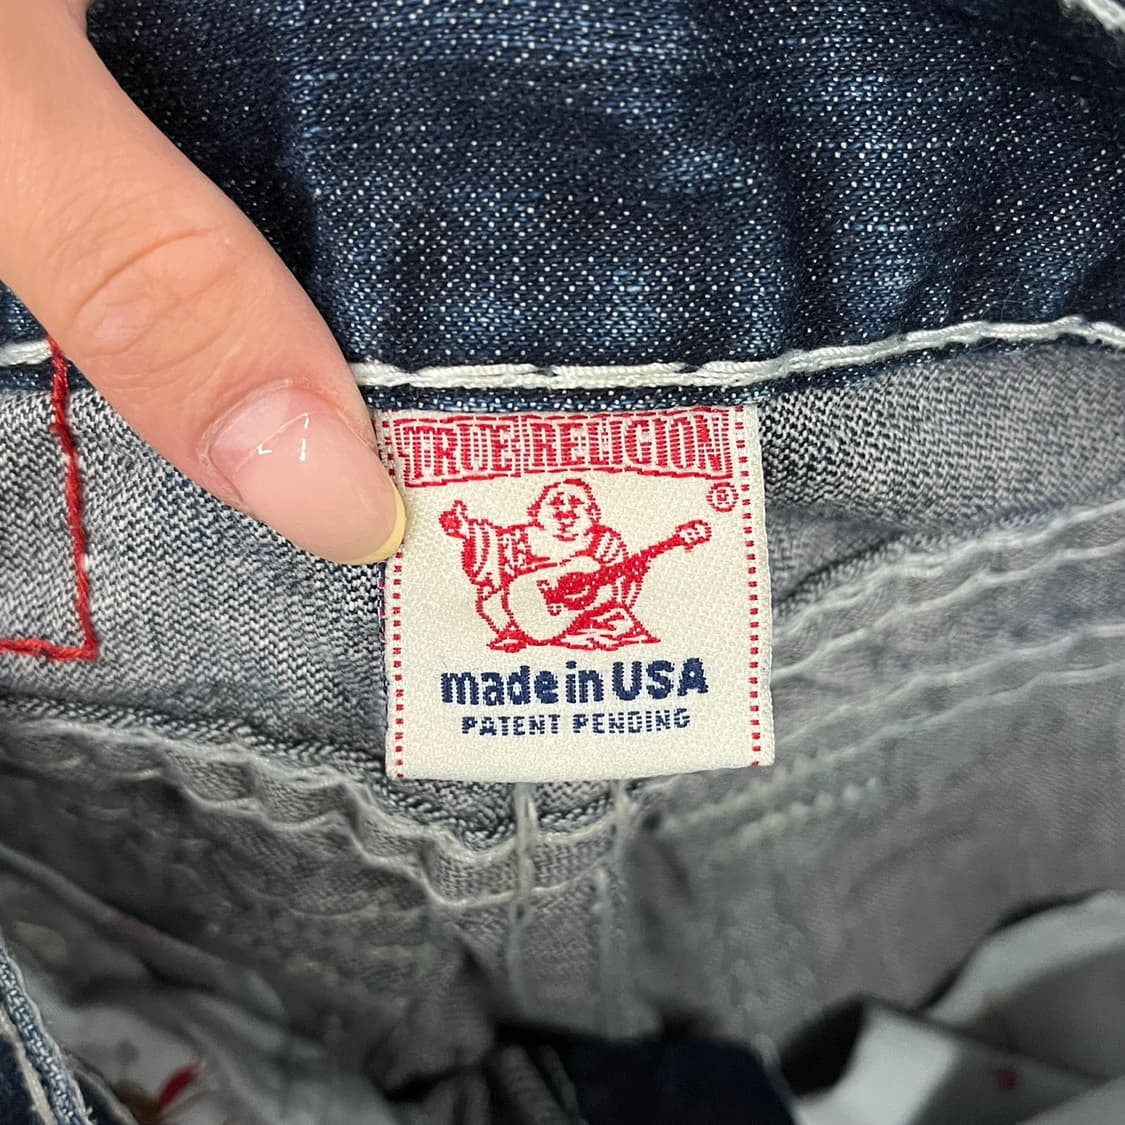 TRUE RELIGION
®
made in USA
PATENT PENDING